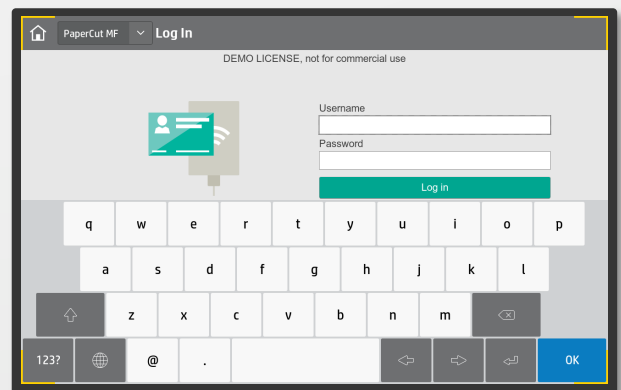 PaperCut MF Log In
DEMO LICENSE, not for commercial use
Username
Password
Log in
q w e r t y u i o p
a s d f g h j k l
z x c v b n m
123? @ . OK